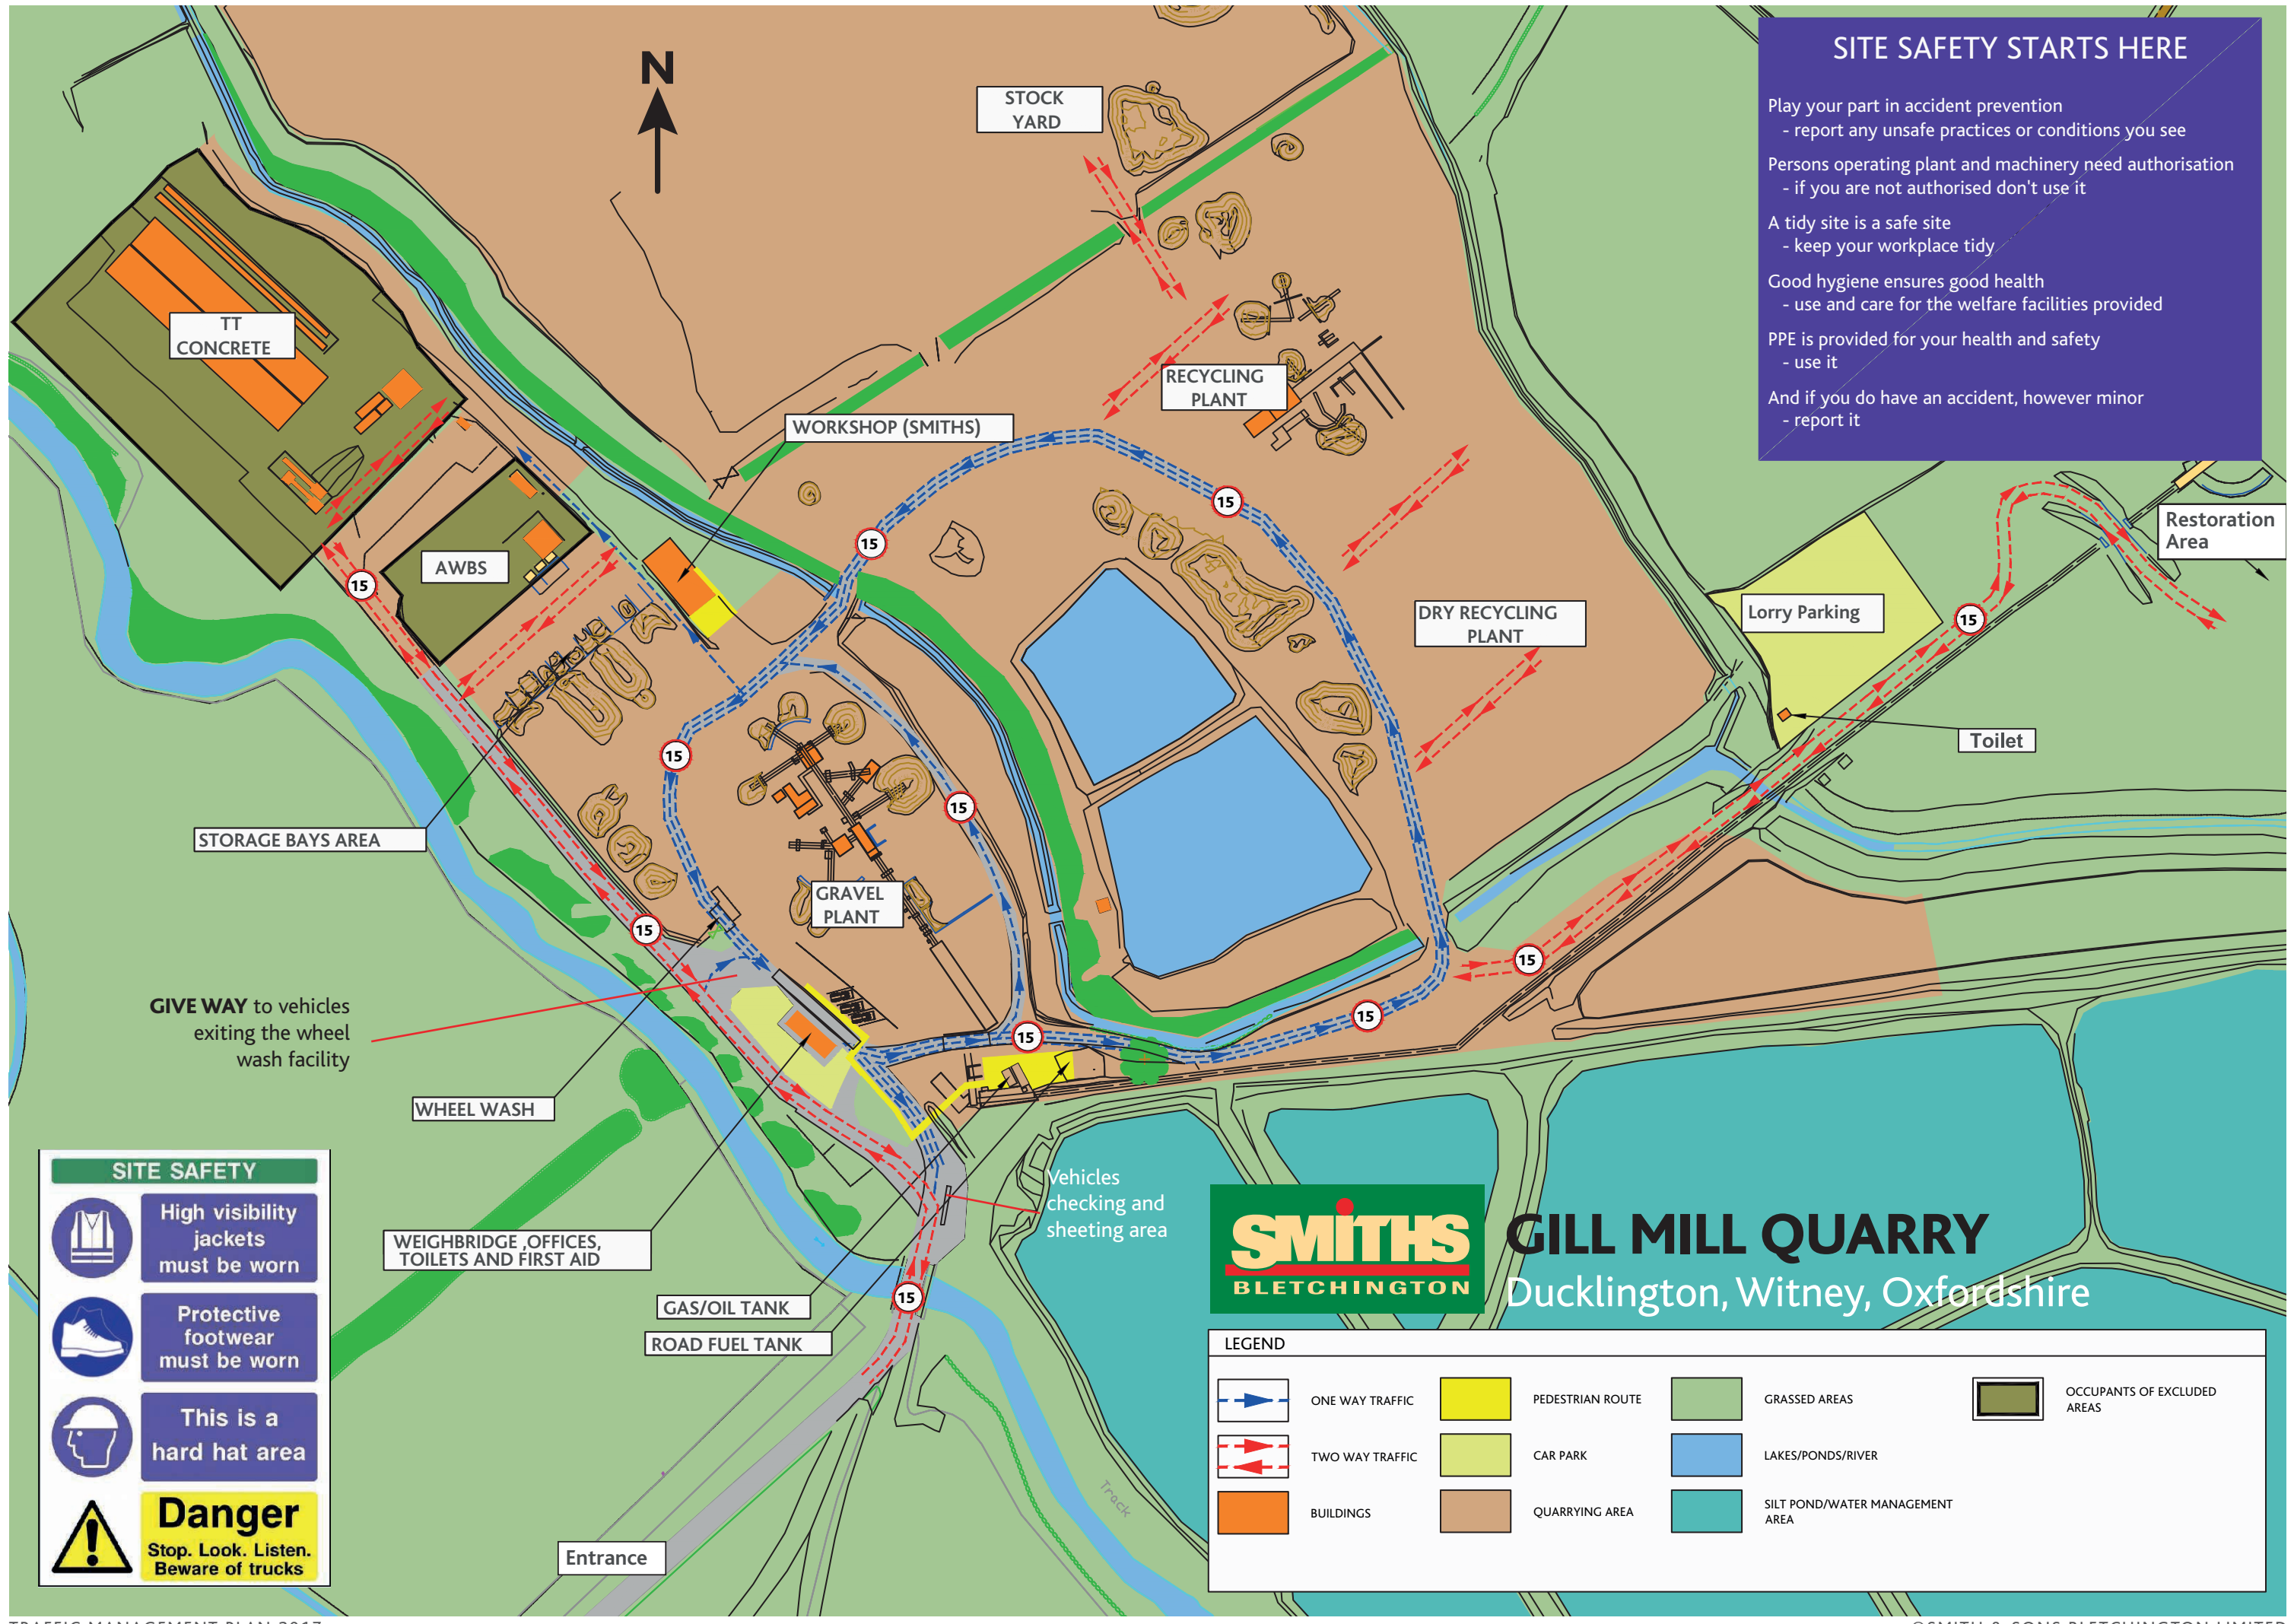 SITE SAFETY STARTS HERE
Play your part in accident prevention
- report any unsafe practices or conditions you see
Persons operating plant and machinery need authorisation
- if you are not authorised don't use it
A tidy site is a safe site
- keep your workplace tidy
Good hygiene ensures good health
- use and care for the welfare facilities provided
PPE is provided for your health and safety
- use it
And if you do have an accident, however minor
- report it
N
STOCK
YARD
TT
CONCRETE
RECYCLING
PLANT
WORKSHOP (SMITHS)
15
15
Restoration
Area
AWBS
15
DRY RECYCLING
PLANT
Lorry Parking
15
Toilet
15
15
STORAGE BAYS AREA
GRAVEL
PLANT
15
15
GIVE WAY to vehicles
exiting the wheel
wash facility
15
15
WHEEL WASH
Vehicles
checking and
sheeting area
WEIGHBRIDGE ,OFFICES,
TOILETS AND FIRST AID
GAS/OIL TANK
15
ROAD FUEL TANK
Track
Entrance
SITE SAFETY
High visibility
jackets
must be worn
Protective
footwear
must be worn
This is a
hard hat area
Danger
Stop. Look. Listen.
Beware of trucks
SMiTHS
BLETCHINGTON
GILL MILL QUARRY
Ducklington, Witney, Oxfordshire
LEGEND
ONE WAY TRAFFIC
PEDESTRIAN ROUTE
GRASSED AREAS
OCCUPANTS OF EXCLUDED
AREAS
TWO WAY TRAFFIC
CAR PARK
LAKES/PONDS/RIVER
BUILDINGS
QUARRYING AREA
SILT POND/WATER MANAGEMENT
AREA
TRAFFIC MANAGEMENT PLAN 2017
©SMITH & SONS BLETCHINGTON LIMITED